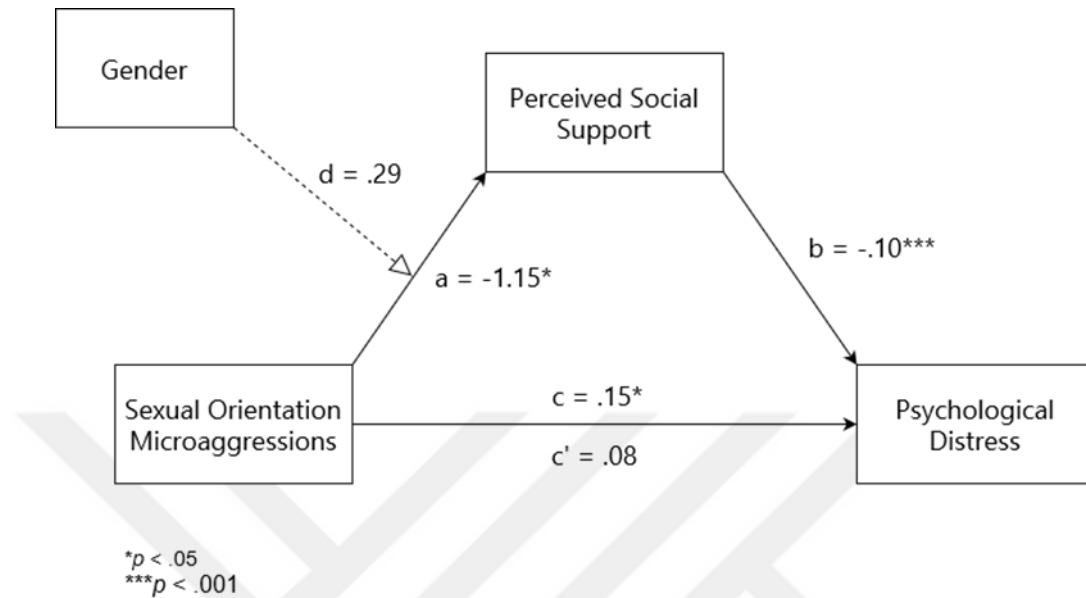 Gender
Perceived Social
Support
d = .29
a = -1.15*
b = -.10***
Sexual Orientation
Microaggressions
c = .15*
c' = .08
Psychological
Distress
*p < .05
***p < .001